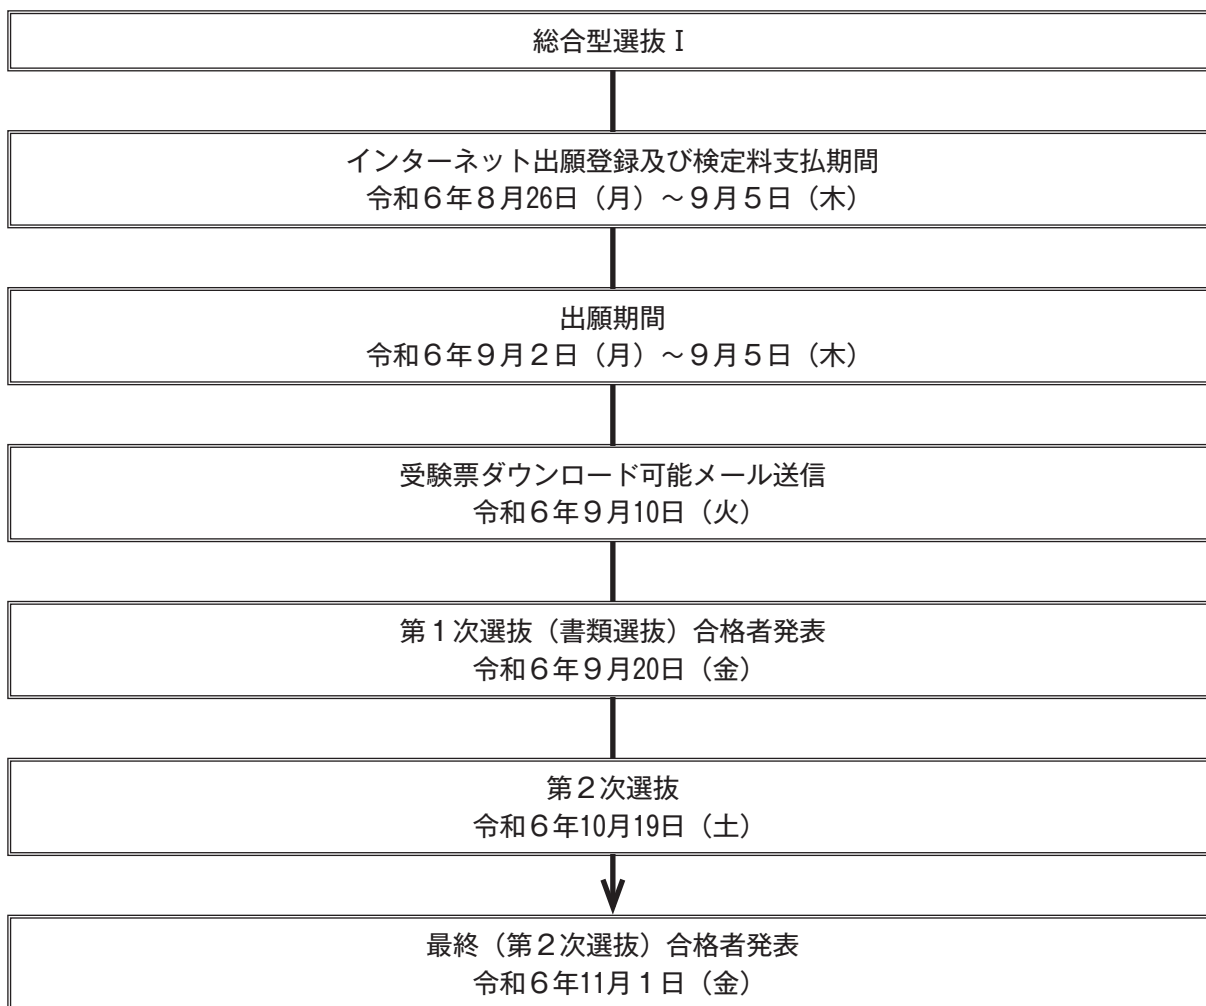 総合型選抜Ⅰ
インターネット出願登録及び検定料支払期間
令和６年８月26日（月）～９月５日（木）
出願期間
令和６年９月２日（月）～９月５日（木）
受験票ダウンロード可能メール送信
令和６年９月10日（火）
第１次選抜（書類選抜）合格者発表
令和６年９月20日（金）
第２次選抜
令和６年10月19日（土）
最終（第２次選抜）合格者発表
令和６年11月１日（金）